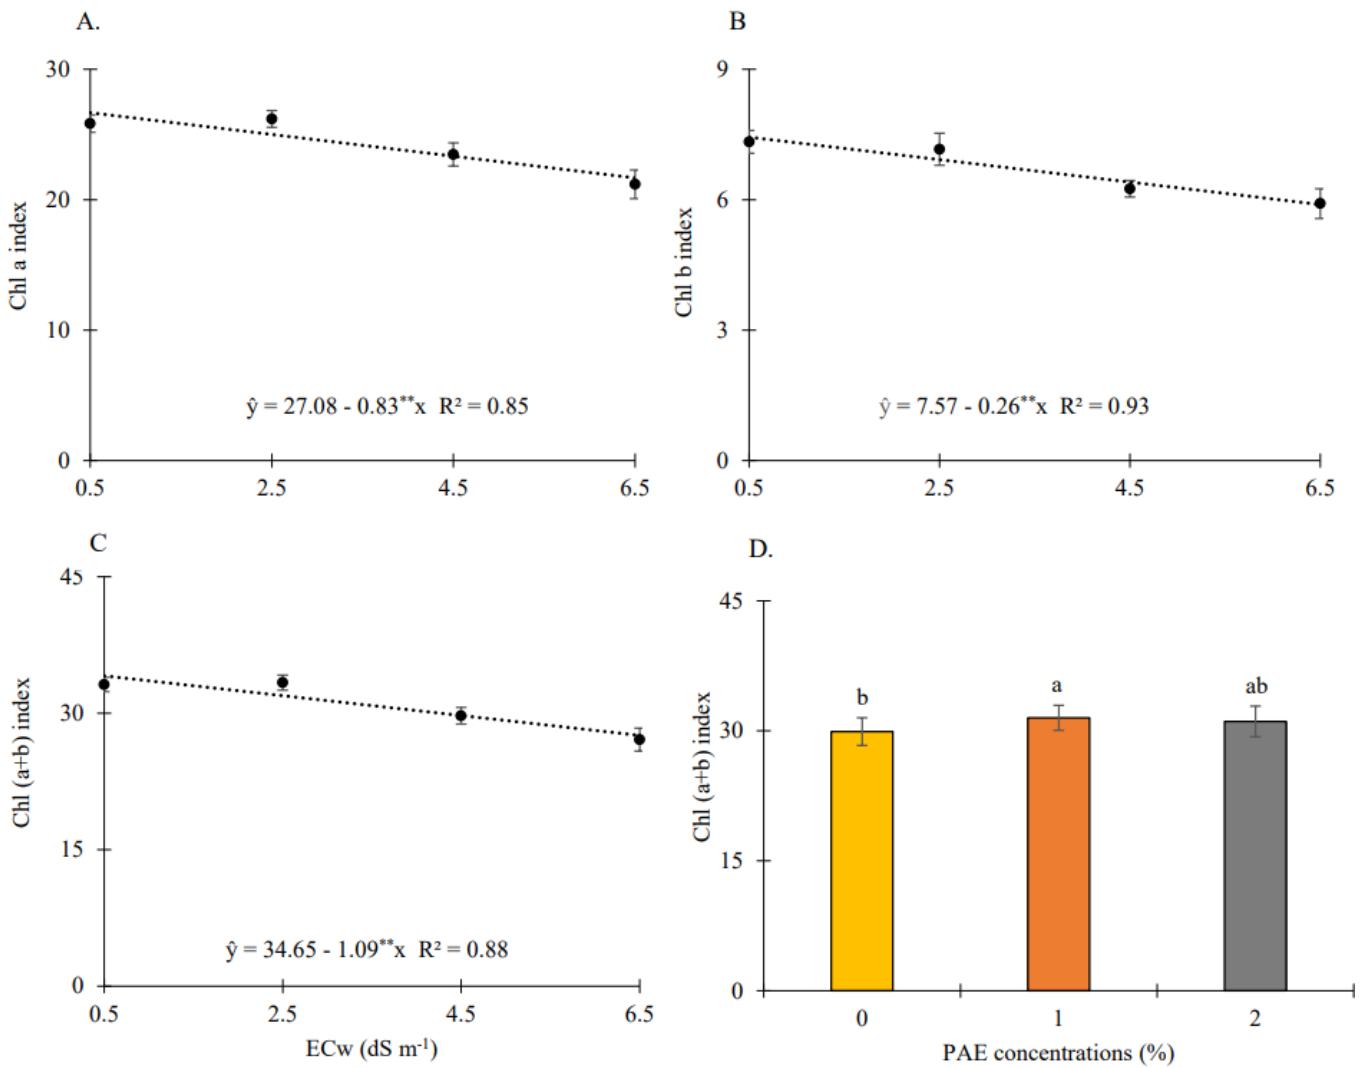 A.
30
20
10
0
0.5 2.5 4.5 6.5
Chl a index
ŷ = 27.08 - 0.83**x R² = 0.85
B
9
6
3
0
0.5 2.5 4.5 6.5
Chl b index
ŷ = 7.57 - 0.26**x R² = 0.93
C
45
30
15
0
0.5 2.5 4.5 6.5
Chl (a+b) index
ŷ = 34.65 - 1.09**x R² = 0.88
ECw (dS m⁻¹)
D.
45
30
15
0
b a ab
0 1 2
Chl (a+b) index
PAE concentrations (%)